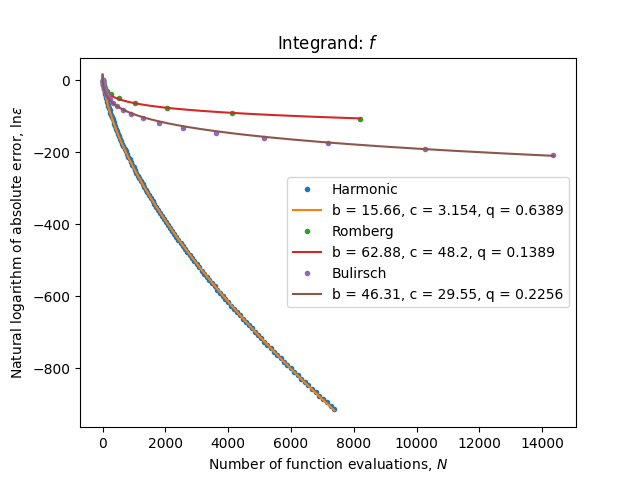 Integrand: f
Natural logarithm of absolute error, lnε
0
−200
−400
−600
−800
Harmonic
b = 15.66, c = 3.154, q = 0.6389
Romberg
b = 62.88, c = 48.2, q = 0.1389
Bulirsch
b = 46.31, c = 29.55, q = 0.2256
0 2000 4000 6000 8000 10000 12000 14000
Number of function evaluations, N